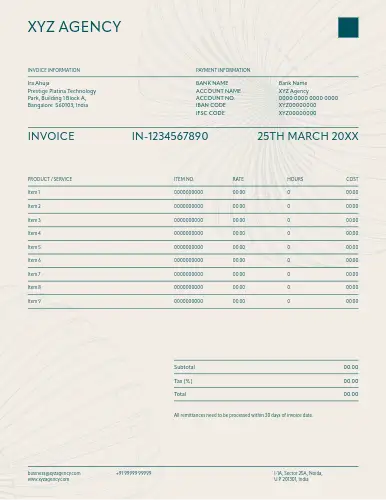 XYZ AGENCY
INVOICE INFORMATION
PAYMENT INFORMATION
Ira Ahuja
Prestige Platina Technology
Park, Building 1 Block A,
Bangalore 560103, India
BANK NAME Bank Name
ACCOUNT NAME XYZ Agency
ACCOUNT NO. 0000 0000 0000 0000
IBAN CODE XYZ00000000
IFSC CODE XYZ00000000
INVOICE IN-1234567890 25TH MARCH 20XX
PRODUCT / SERVICE ITEM NO. RATE HOURS COST
Item 1 0000000000 00.00 0 00.00
Item 2 0000000000 00.00 0 00.00
Item 3 0000000000 00.00 0 00.00
Item 4 0000000000 00.00 0 00.00
Item 5 0000000000 00.00 0 00.00
Item 6 0000000000 00.00 0 00.00
Item 7 0000000000 00.00 0 00.00
Item 8 0000000000 00.00 0 00.00
Item 9 0000000000 00.00 0 00.00
Subtotal 00.00
Tax (%) 00.00
Total 00.00
All remittances need to be processed within 30 days of invoice date.
business@xyzagency.com +91 99999 99999 I-1A, Sector 20A, Noida,
www.xyzagency.com U.P 201301, India